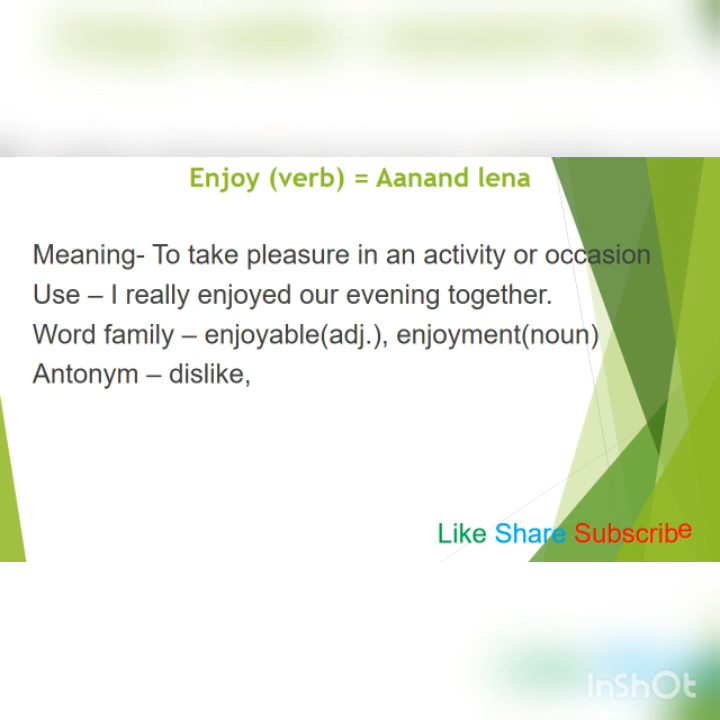 Enjoy (verb) = Aanand lena
Meaning- To take pleasure in an activity or occasion
Use – I really enjoyed our evening together.
Word family – enjoyable(adj.), enjoyment(noun)
Antonym – dislike,
Like Share Subscribe
InShOt